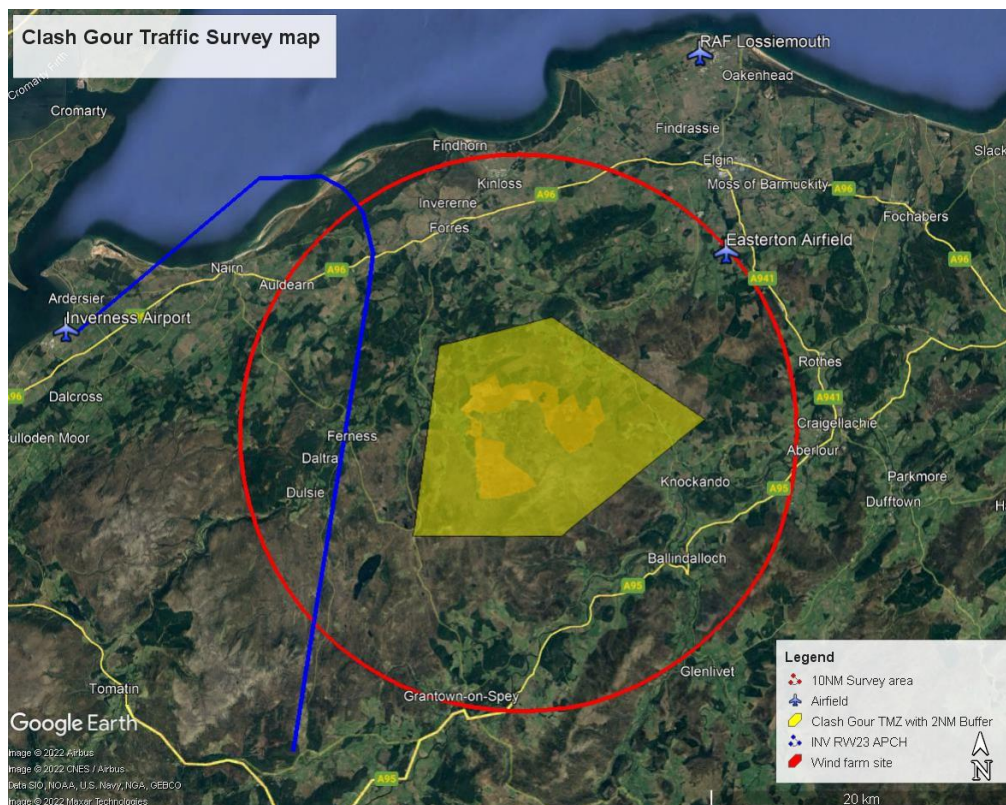 Clash Gour Traffic Survey map
RAF Lossiemouth
Oakenhead
Cromarty Firth
Cromarty
Findrassie
Findhorn
Elgin
Slack
Kinloss
Moss of Barmuckity
A96
A96
Invererne
Fochabers
Forres
Easterton Airfield
A96
Nairn
A96
Auldearn
A941
Ardersier
Inverness Airport
Rothes
A96
Dalcross
A941
Craigellachie
Culloden Moor
Ferness
Aberlour
Daltra
Parkmore
Knockando
A95
Dulsie
Dufftown
Ballindalloch
A95
Glenlivet
Tomatin
Grantown-on-Spey
A95
Google Earth
Image © 2022 Airbus
Image © 2022 CNES / Airbus
Data SIO, NOAA, U.S. Navy, NGA, GEBCO
Image © 2022 Maxar Technologies
Legend
10NM Survey area
Airfield
Clash Gour TMZ with 2NM Buffer
INV RW23 APCH
Wind farm site
N
20 km